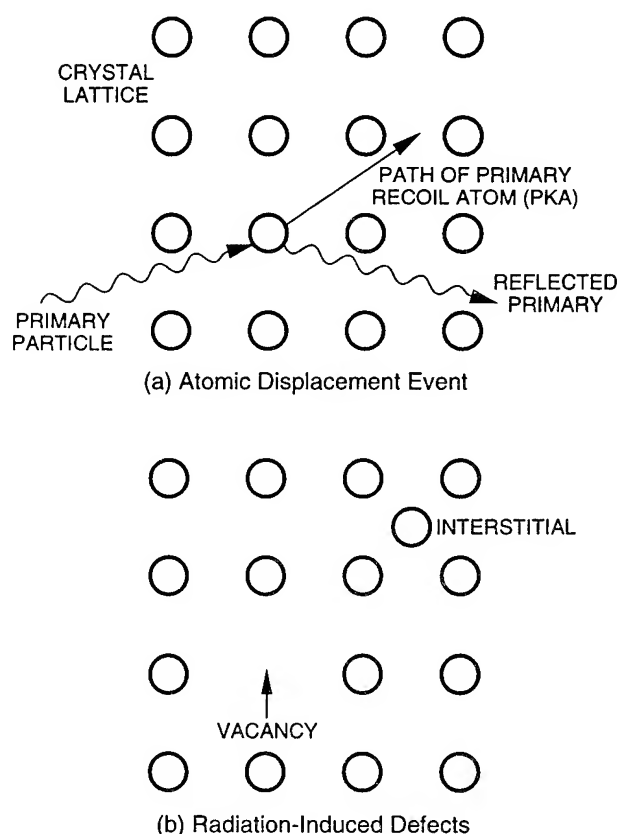 CRYSTAL
LATTICE
PATH OF PRIMARY
RECOIL ATOM (PKA)
REFLECTED
PRIMARY
PRIMARY
PARTICLE
(a) Atomic Displacement Event
INTERSTITIAL
VACANCY
(b) Radiation-Induced Defects